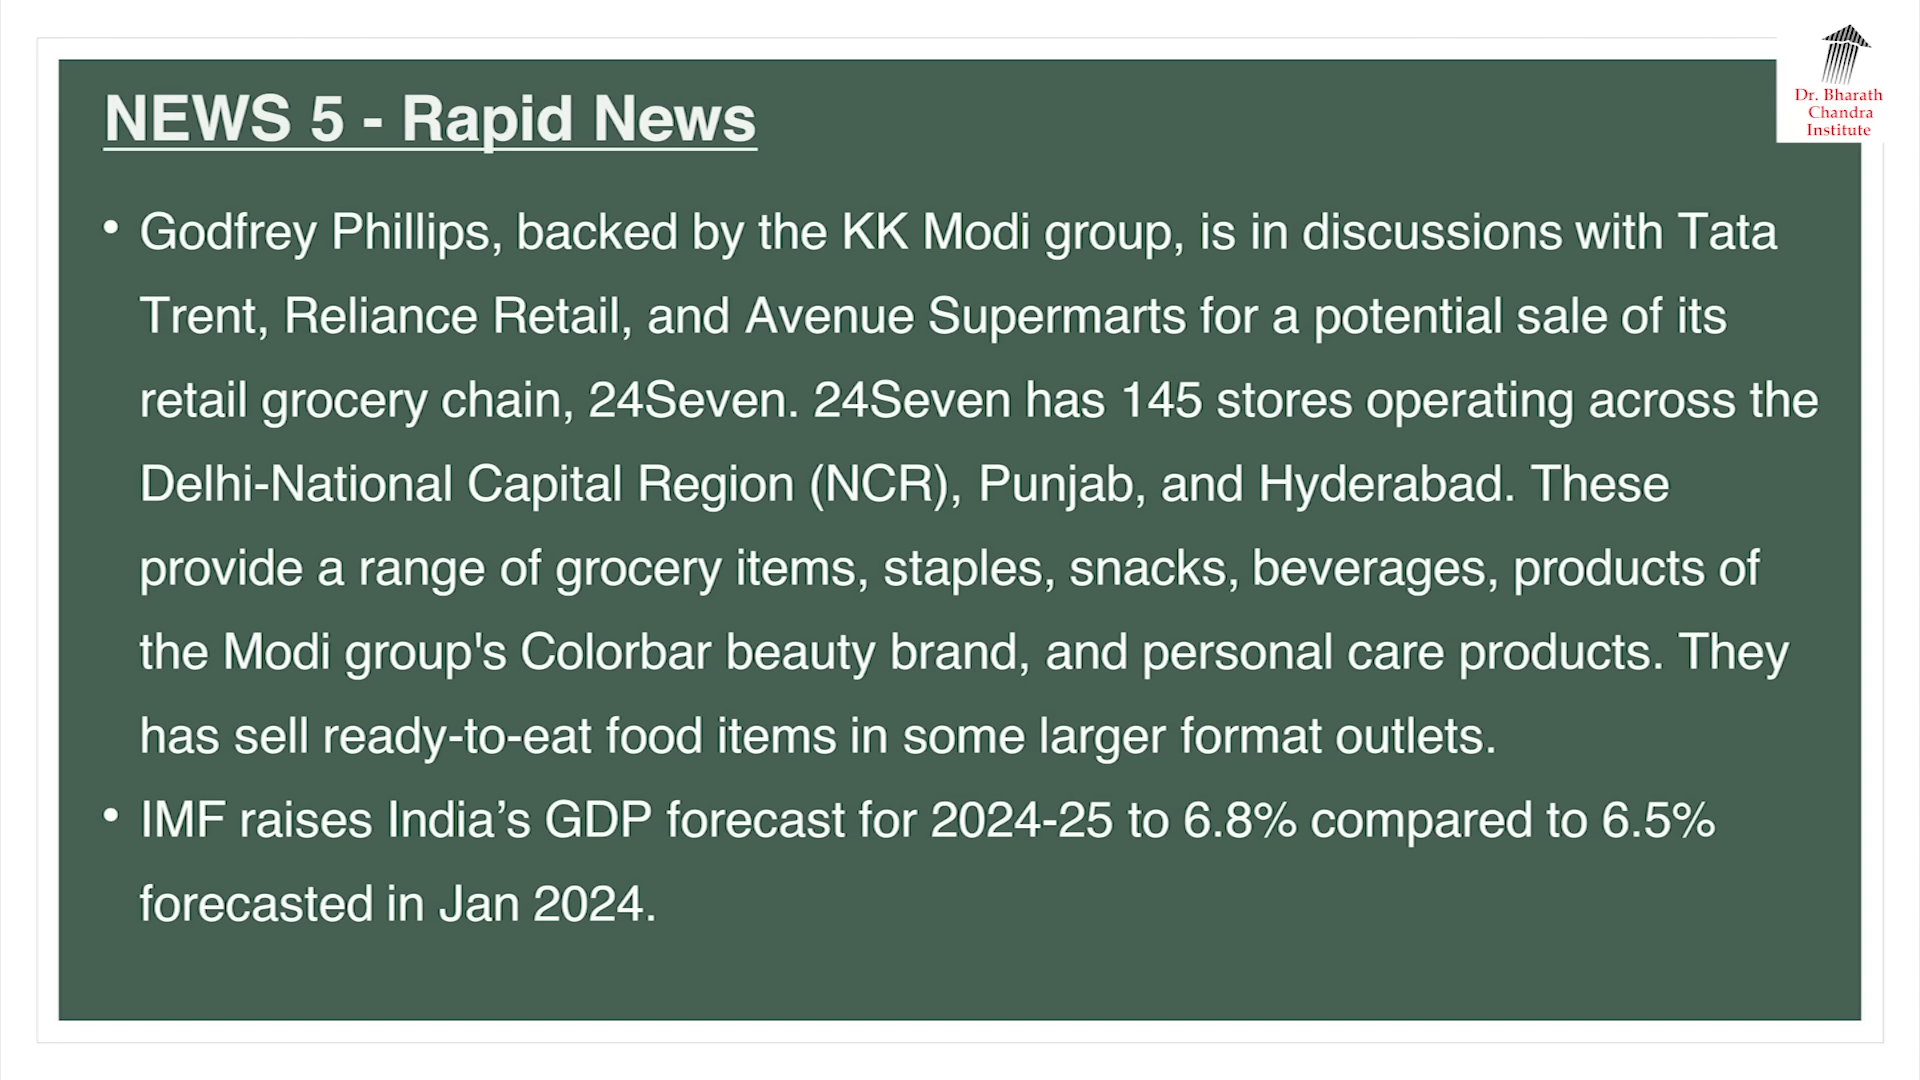 NEWS 5 - Rapid News
• Godfrey Phillips, backed by the KK Modi group, is in discussions with Tata
Trent, Reliance Retail, and Avenue Supermarts for a potential sale of its
retail grocery chain, 24Seven. 24Seven has 145 stores operating across the
Delhi-National Capital Region (NCR), Punjab, and Hyderabad. These
provide a range of grocery items, staples, snacks, beverages, products of
the Modi group's Colorbar beauty brand, and personal care products. They
has sell ready-to-eat food items in some larger format outlets.
• IMF raises India’s GDP forecast for 2024-25 to 6.8% compared to 6.5%
forecasted in Jan 2024.
Dr. Bharath
Chandra
Institute